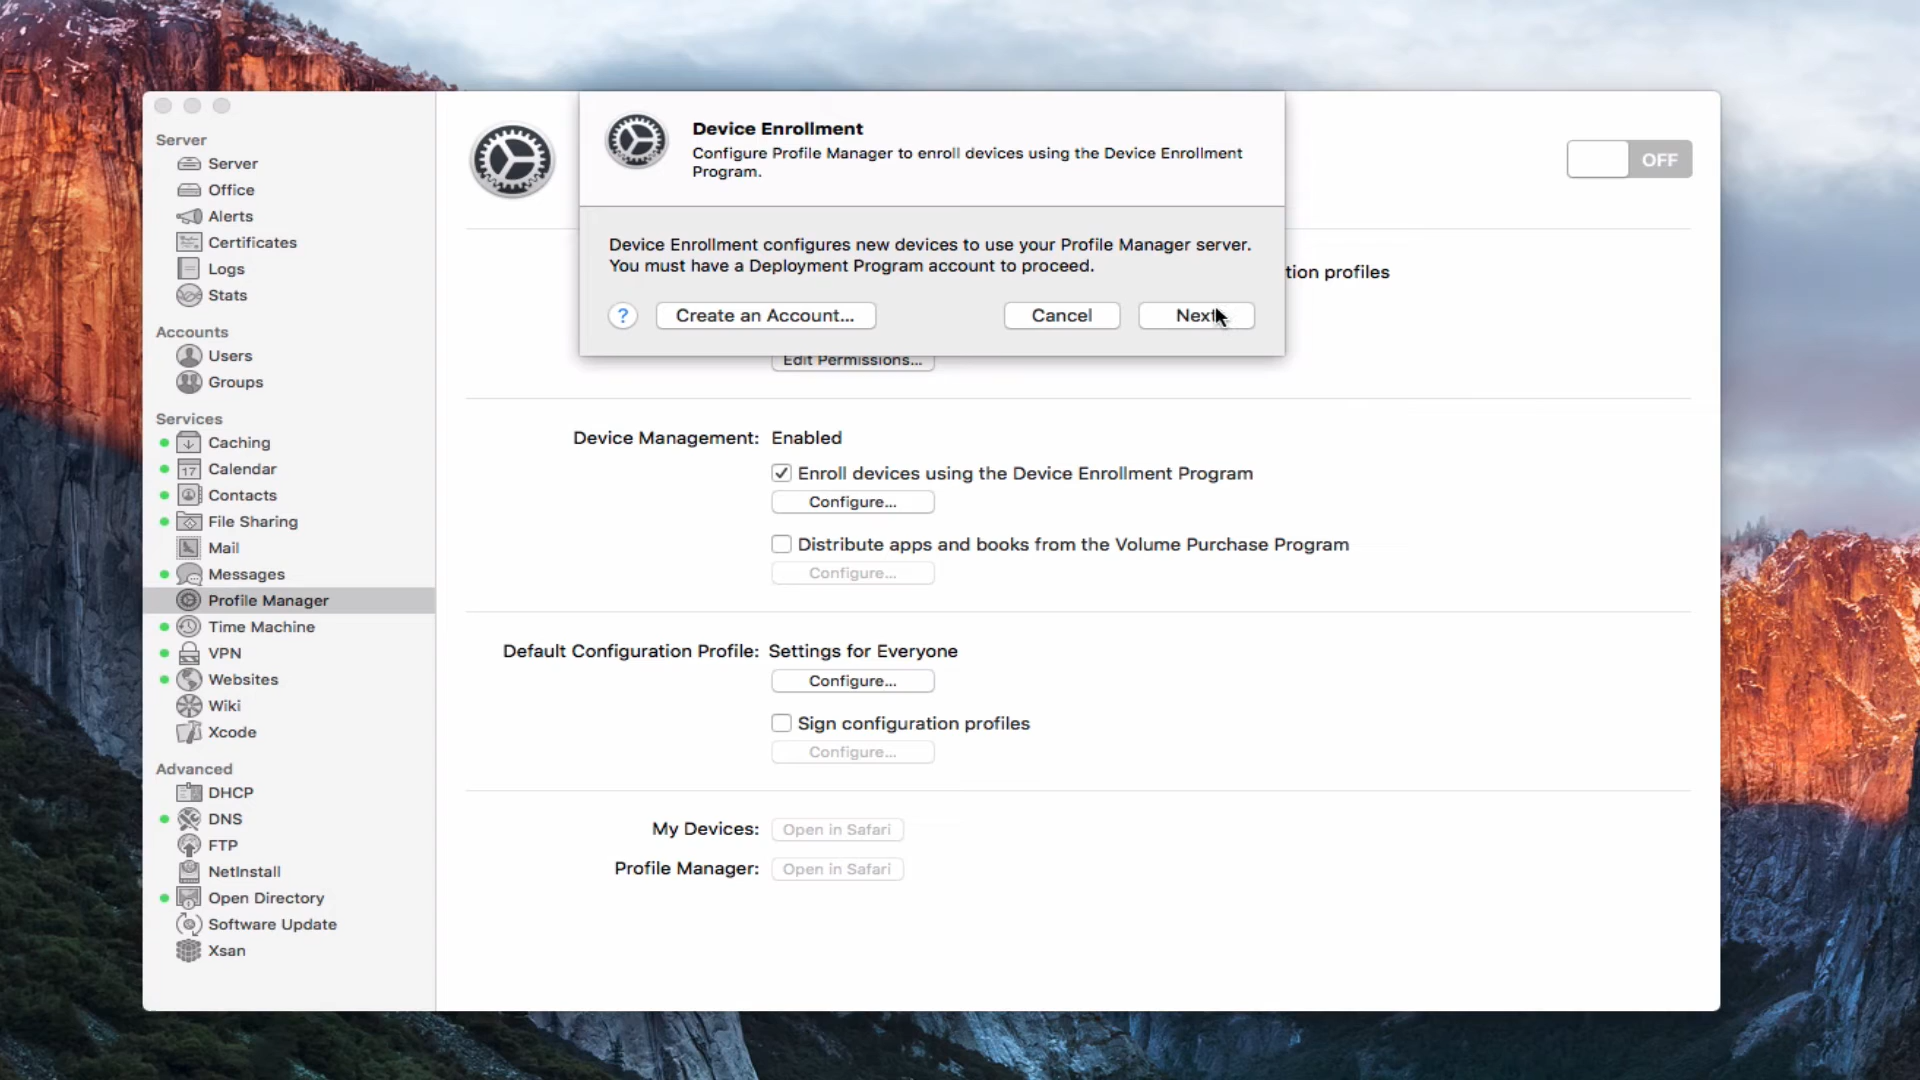 Server
Server
Office
Alerts
Certificates
Logs
Stats
Accounts
Users
Groups
Services
Caching
17
Calendar
Contacts
File Sharing
Mail
Messages
Profile Manager
Time Machine
VPN
Websites
Wiki
Xcode
Advanced
DHCP
DNS
FTP
NetInstall
Open Directory
Software Update
Xsan
Device Enrollment
Configure Profile Manager to enroll devices using the Device Enrollment
Program.
Device Enrollment configures new devices to use your Profile Manager server.
You must have a Deployment Program account to proceed.
?
Create an Account...
Cancel
Next
OFF
tion profiles
Edit Permissions...
Device Management: Enabled
Enroll devices using the Device Enrollment Program
Configure...
Distribute apps and books from the Volume Purchase Program
Configure...
Default Configuration Profile: Settings for Everyone
Configure...
Sign configuration profiles
Configure...
My Devices: Open in Safari
Profile Manager: Open in Safari